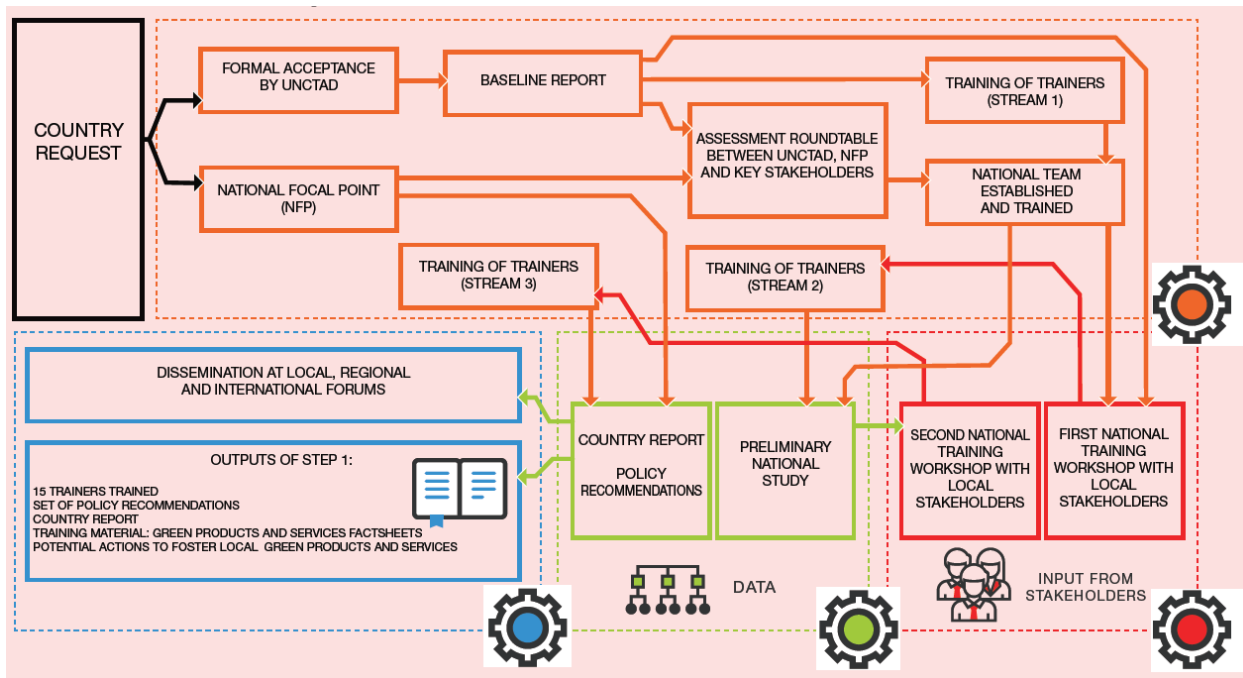 COUNTRY
REQUEST
FORMAL ACCEPTANCE
BY UNCTAD
BASELINE REPORT
TRAINING OF TRAINERS
(STREAM 1)
ASSESSMENT ROUNDTABLE
BETWEEN UNCTAD, NFP
AND KEY STAKEHOLDERS
NATIONAL FOCAL POINT
(NFP)
NATIONAL TEAM
ESTABLISHED
AND TRAINED
TRAINING OF TRAINERS
(STREAM 3)
TRAINING OF TRAINERS
(STREAM 2)
DISSEMINATION AT LOCAL, REGIONAL
AND INTERNATIONAL FORUMS
OUTPUTS OF STEP 1:
15 TRAINERS TRAINED
SET OF POLICY RECOMMENDATIONS
COUNTRY REPORT
TRAINING MATERIAL: GREEN PRODUCTS AND SERVICES FACTSHEETS
POTENTIAL ACTIONS TO FOSTER LOCAL GREEN PRODUCTS AND SERVICES
COUNTRY REPORT
POLICY
RECOMMENDATIONS
PRELIMINARY
NATIONAL
STUDY
SECOND NATIONAL
TRAINING
WORKSHOP WITH
LOCAL
STAKEHOLDERS
FIRST NATIONAL
TRAINING
WORKSHOP WITH
LOCAL
STAKEHOLDERS
DATA
INPUT FROM
STAKEHOLDERS